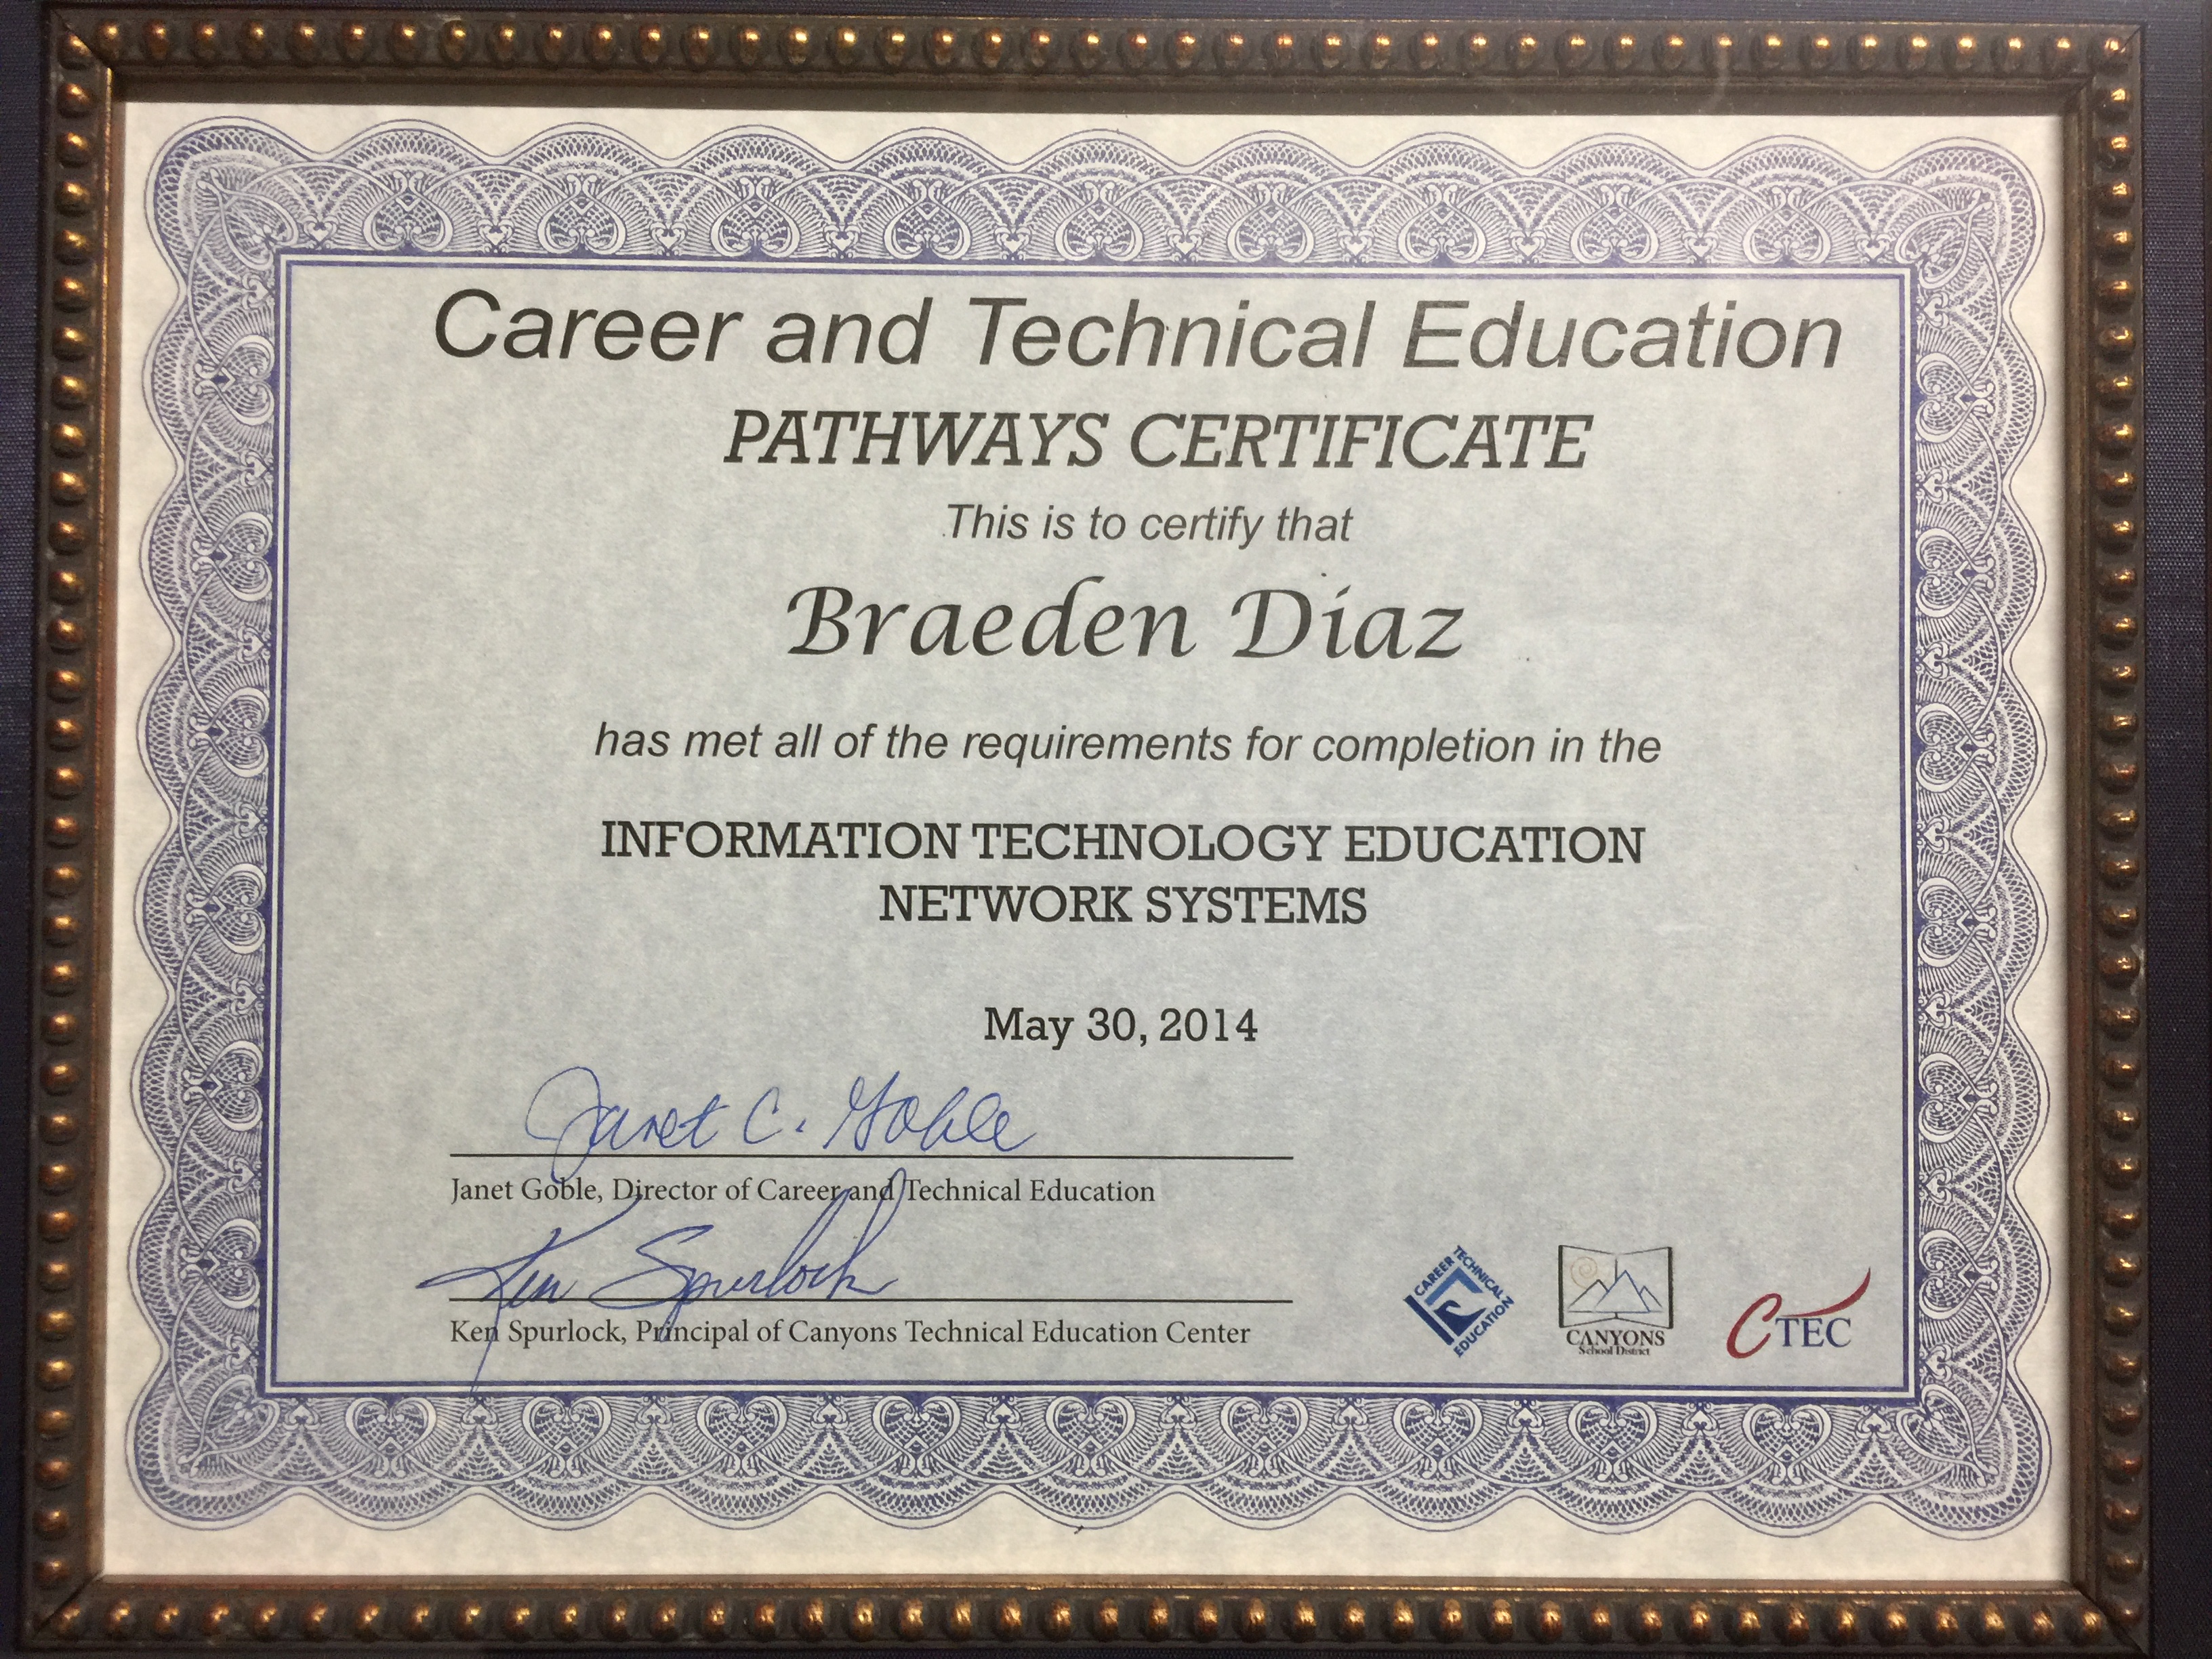 Career and Technical Education
PATHWAYS CERTIFICATE
This is to certify that
Braeden Diaz
has met all of the requirements for completion in the
INFORMATION TECHNOLOGY EDUCATION
NETWORK SYSTEMS
May 30, 2014
Janet C. Goble
Janet Goble, Director of Career and Technical Education
Ken Spurlock
Ken Spurlock, Principal of Canyons Technical Education Center
CAREER TECHNICAL EDUCATION
CANYONS
School District
CTEC